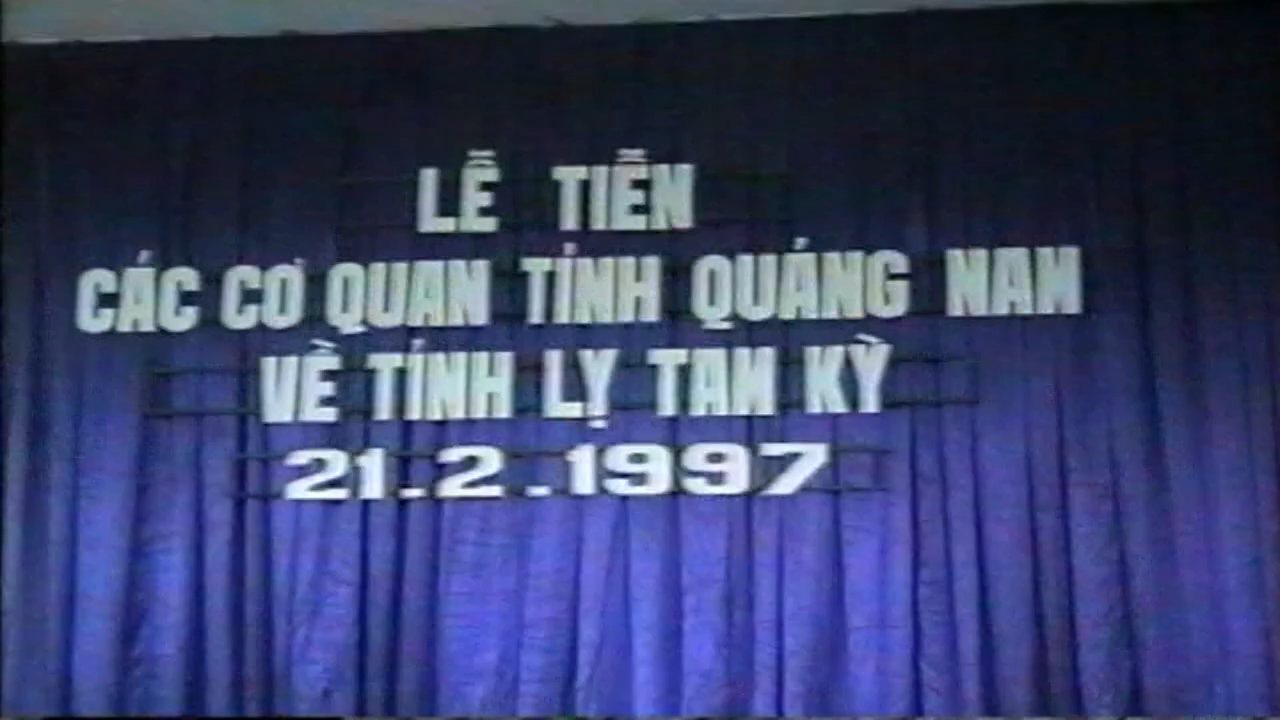 LỄ TIỄN
CÁC CƠ QUAN TỈNH QUẢNG NAM
VỀ TỈNH LỴ TAM KỲ
21.2.1997